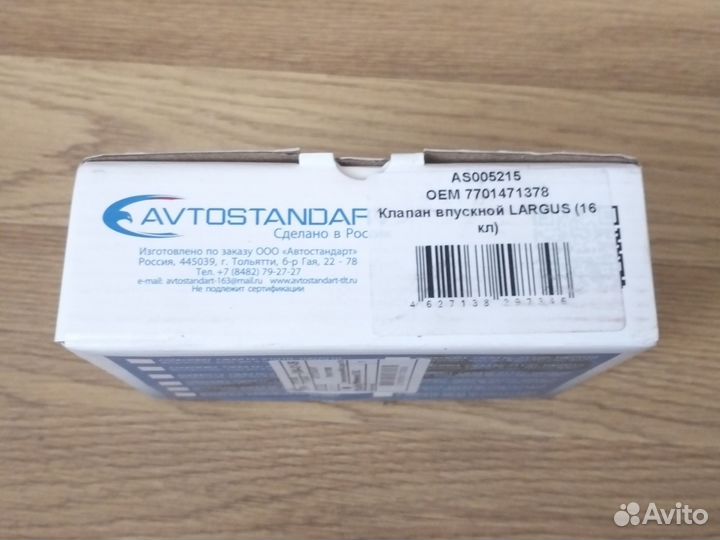 AVTOSTANDAR
Сделано в Рос
Изготовлено по заказу ООО «Автостандарт»
Россия, 445039, г. Тольятти, б-р Гая, 22 - 78
Тел. +7 (8482) 79-27-27
e-mail: avtostandart-163@mail.ru www.avtostandart-tlt.ru
Не подлежит сертификации
AS005215
OEM 7701471378
Клапан впускной LARGUS (16
кл)
4 627138 297346
Avito